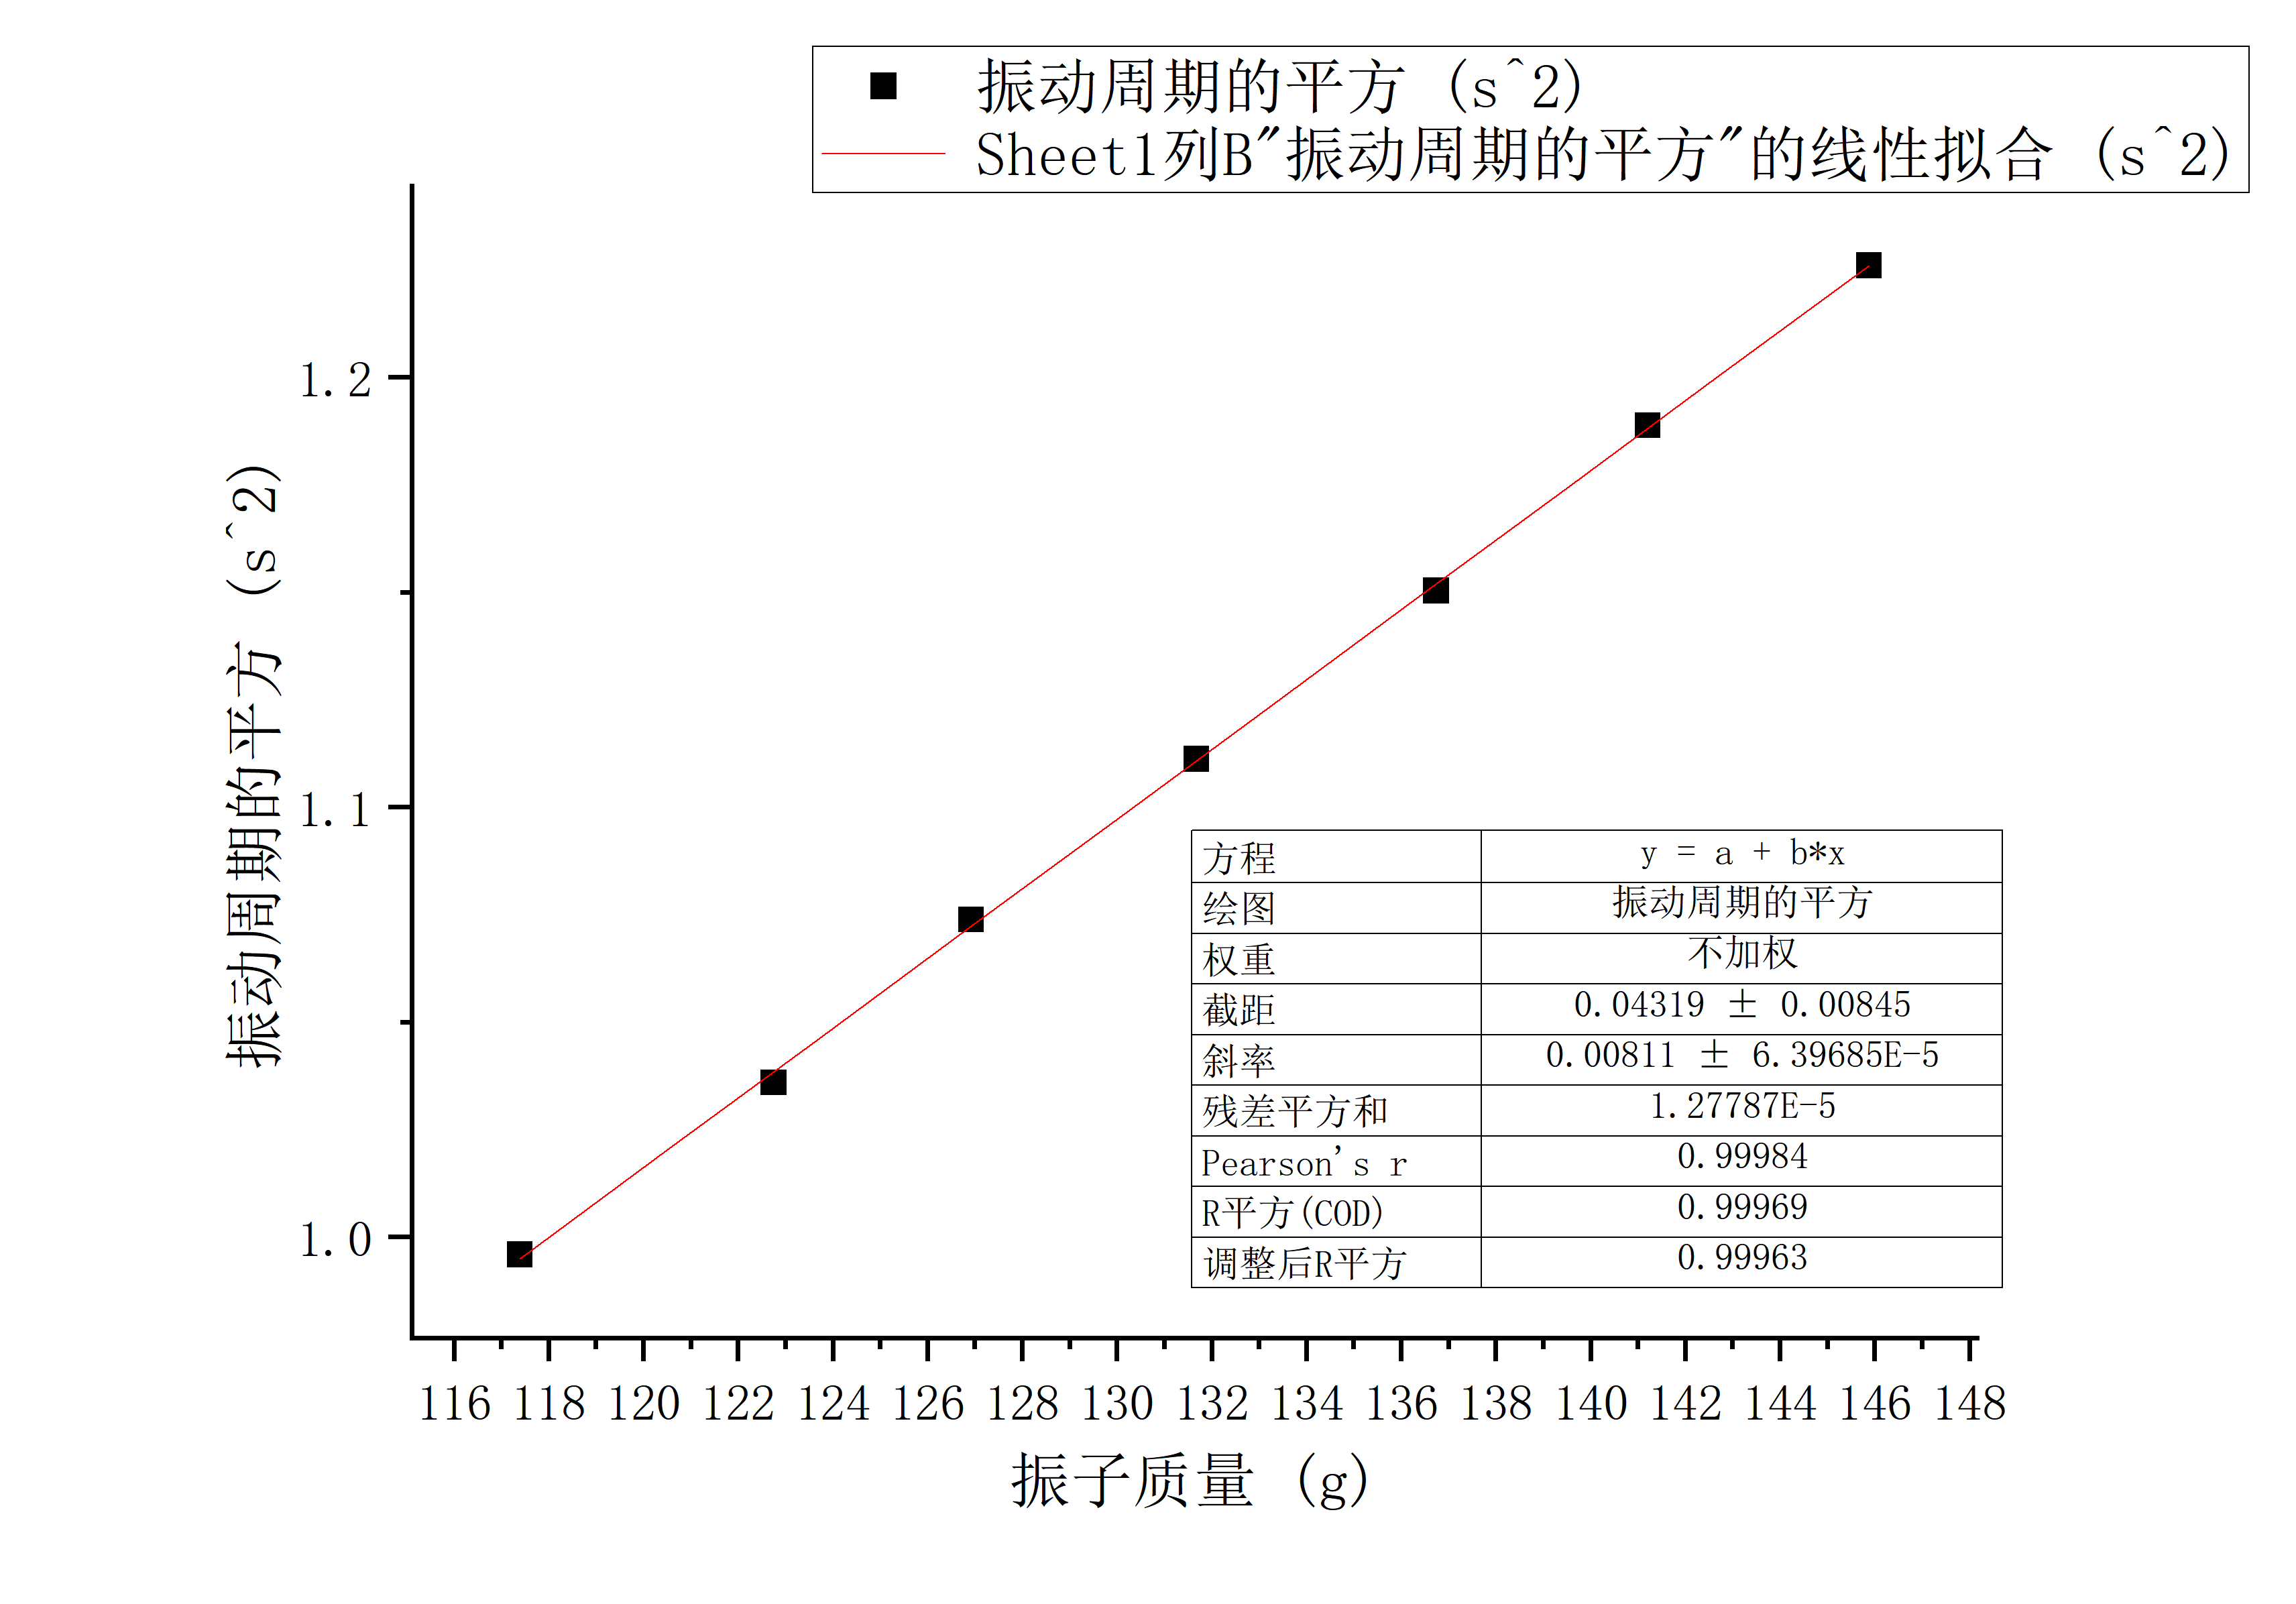 振动周期的平方 (s^2)
Sheet1列B"振动周期的平方"的线性拟合 (s^2)
振动周期的平方 (s^2)
1.2
1.1
1.0
方程 y = a + b*x
绘图 振动周期的平方
权重 不加权
截距 0.04319 ± 0.00845
斜率 0.00811 ± 6.39685E-5
残差平方和 1.27787E-5
Pearson's r 0.99984
R平方(COD) 0.99969
调整后R平方 0.99963
116 118 120 122 124 126 128 130 132 134 136 138 140 142 144 146 148
振子质量 (g)